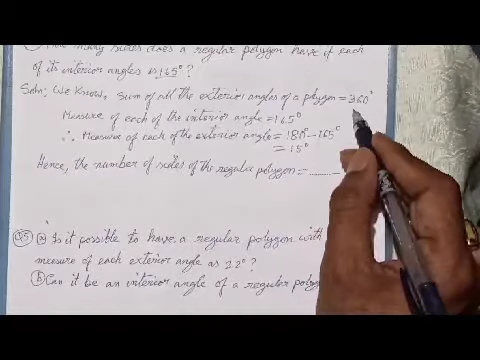 How many sides does a regular polygon have if each
of its interior angles is 165°?
Soln: We know, sum of all the exterior angles of a polygon = 360°
Measure of each of the interior angle = 165°
∴ Measure of each of the exterior angle = 180° - 165°
= 15°
Hence, the number of sides of the regular polygon = ........
Q5 a Is it possible to have a regular polygon with
measure of each exterior angle as 22°?
b Can it be an interior angle of a regular